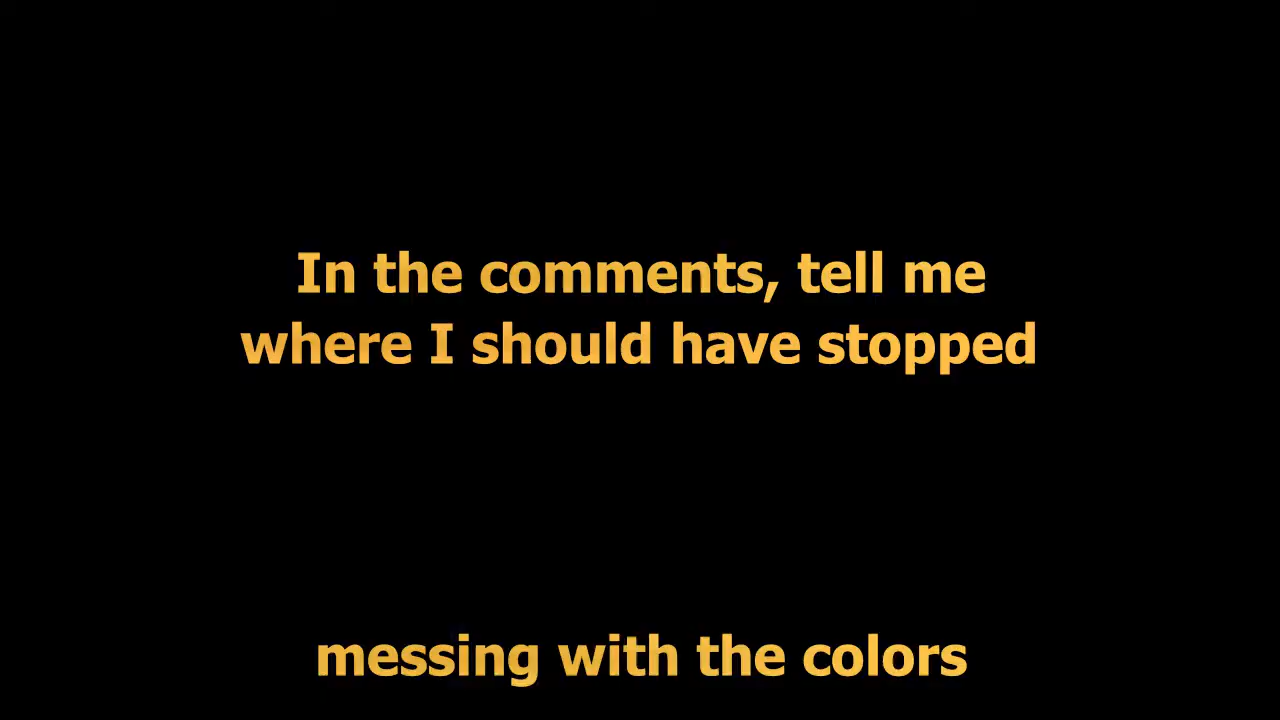 In the comments, tell me
where I should have stopped
messing with the colors